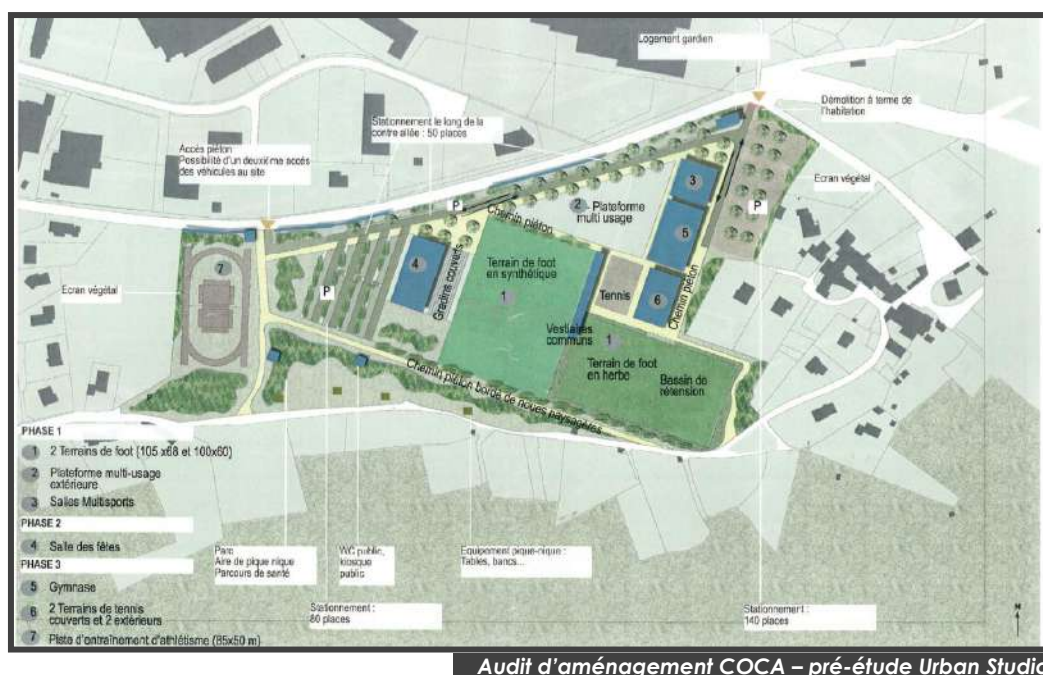 Logement gardien
Démolition à terme de
l'habitation
Stationnement le long de la
contre allée : 50 places
Accès piéton
Possibilité d'un deuxième accès
des véhicules au site
Ecran végétal
Ecran végétal
P
P
P
Chemin piéton
2
Plateforme
multi usage
3
5
4
Gradins couverts
Terrain de foot
en synthétique
1
7
Tennis
6
Chemin piéton
Vestiaires
communs
1
Terrain de foot
en herbe
Bassin de
rétension
Chemin piéton bordé de noues paysagères
PHASE 1
1 2 Terrains de foot (105 x68 et 100x60)
2 Plateforme multi-usage
extérieure
3 Salles Multisports
PHASE 2
4 Salle des fêtes
PHASE 3
5 Gymnase
6 2 Terrains de tennis
couverts et 2 extérieurs
7 Piste d'entraînement d'athlétisme (85x50 m)
Parc
Aire de pique nique
Parcours de santé
WC public,
kiosque
public
Equipement pique-nique :
Tables, bancs...
Stationnement :
80 places
Stationnement :
140 places
N
Audit d'aménagement COCA – pré-étude Urban Studio